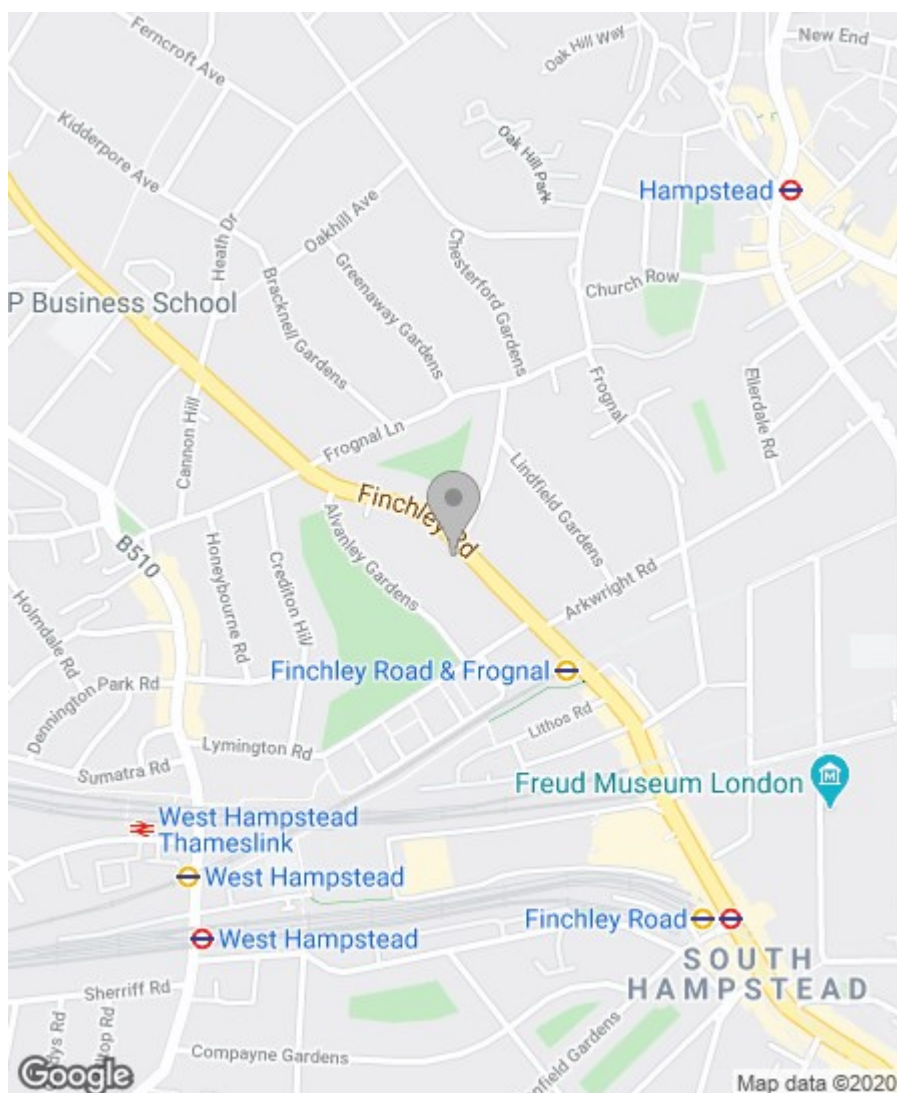 Ferncroft Ave
Oak Hill Way
New End
Kidderpore Ave
Oak Hill Park
Hampstead
Oakhill Ave
Heath Dr
Chesterford Gardens
Greenaway Gardens
Church Row
Bracknell Gardens
P Business School
Frognal
Ellerdale Rd
Cannon Hill
Frognal Ln
Lindfield Gardens
Finchley Rd
Alvanley Gardens
B510
Honeybourne Rd
Crediton Hill
Arkwright Rd
Holmdale Rd
Finchley Road & Frognal
Dennington Park Rd
Lithos Rd
Lymington Rd
Sumatra Rd
Freud Museum London
West Hampstead
Thameslink
West Hampstead
Finchley Road
West Hampstead
SOUTH
HAMPSTEAD
Sherriff Rd
Compayne Gardens
Google
Map data ©2020